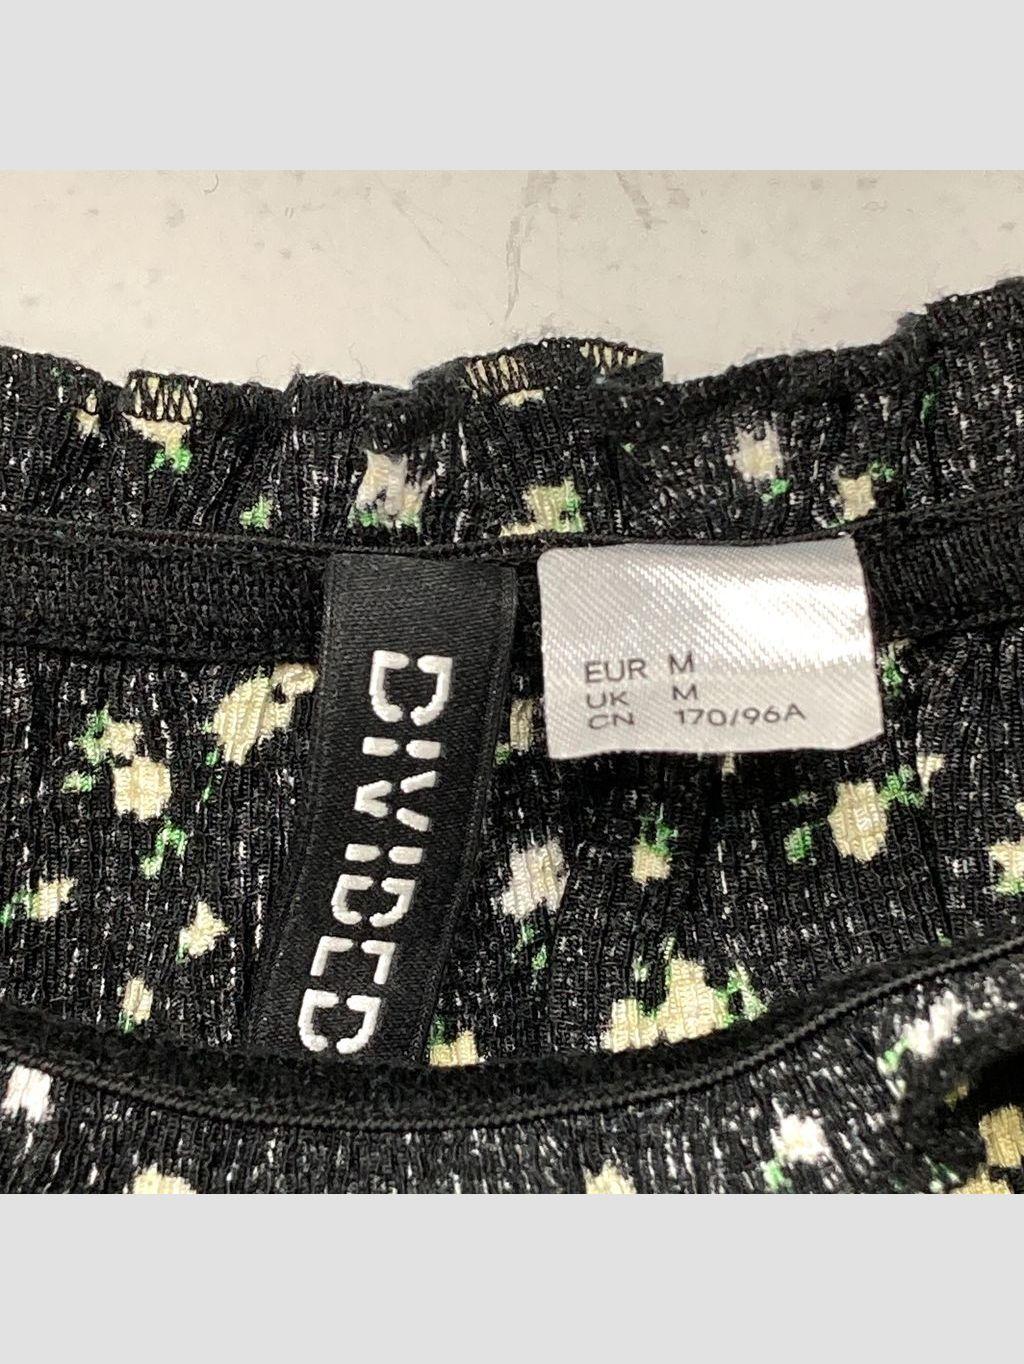 DIVIDED
EUR M
UK M
CN 170/96A